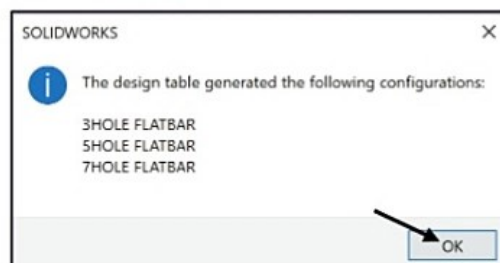 SOLIDWORKS
The design table generated the following configurations:
3HOLE FLATBAR
5HOLE FLATBAR
7HOLE FLATBAR
OK